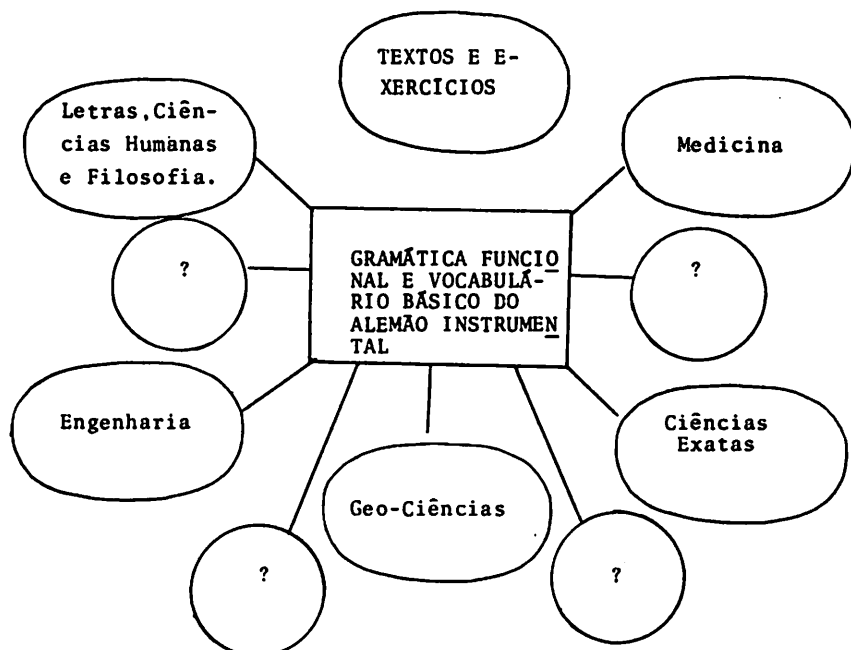 TEXTOS E E-
XERCÍCIOS
Letras,Ciên-
cias Humanas
e Filosofia.
Medicina
?
GRAMÁTICA FUNCIO
NAL E VOCABULÁ-
RIO BÁSICO DO
ALEMÃO INSTRUMEN
TAL
?
Engenharia
Ciências
Exatas
Geo-Ciências
?
?